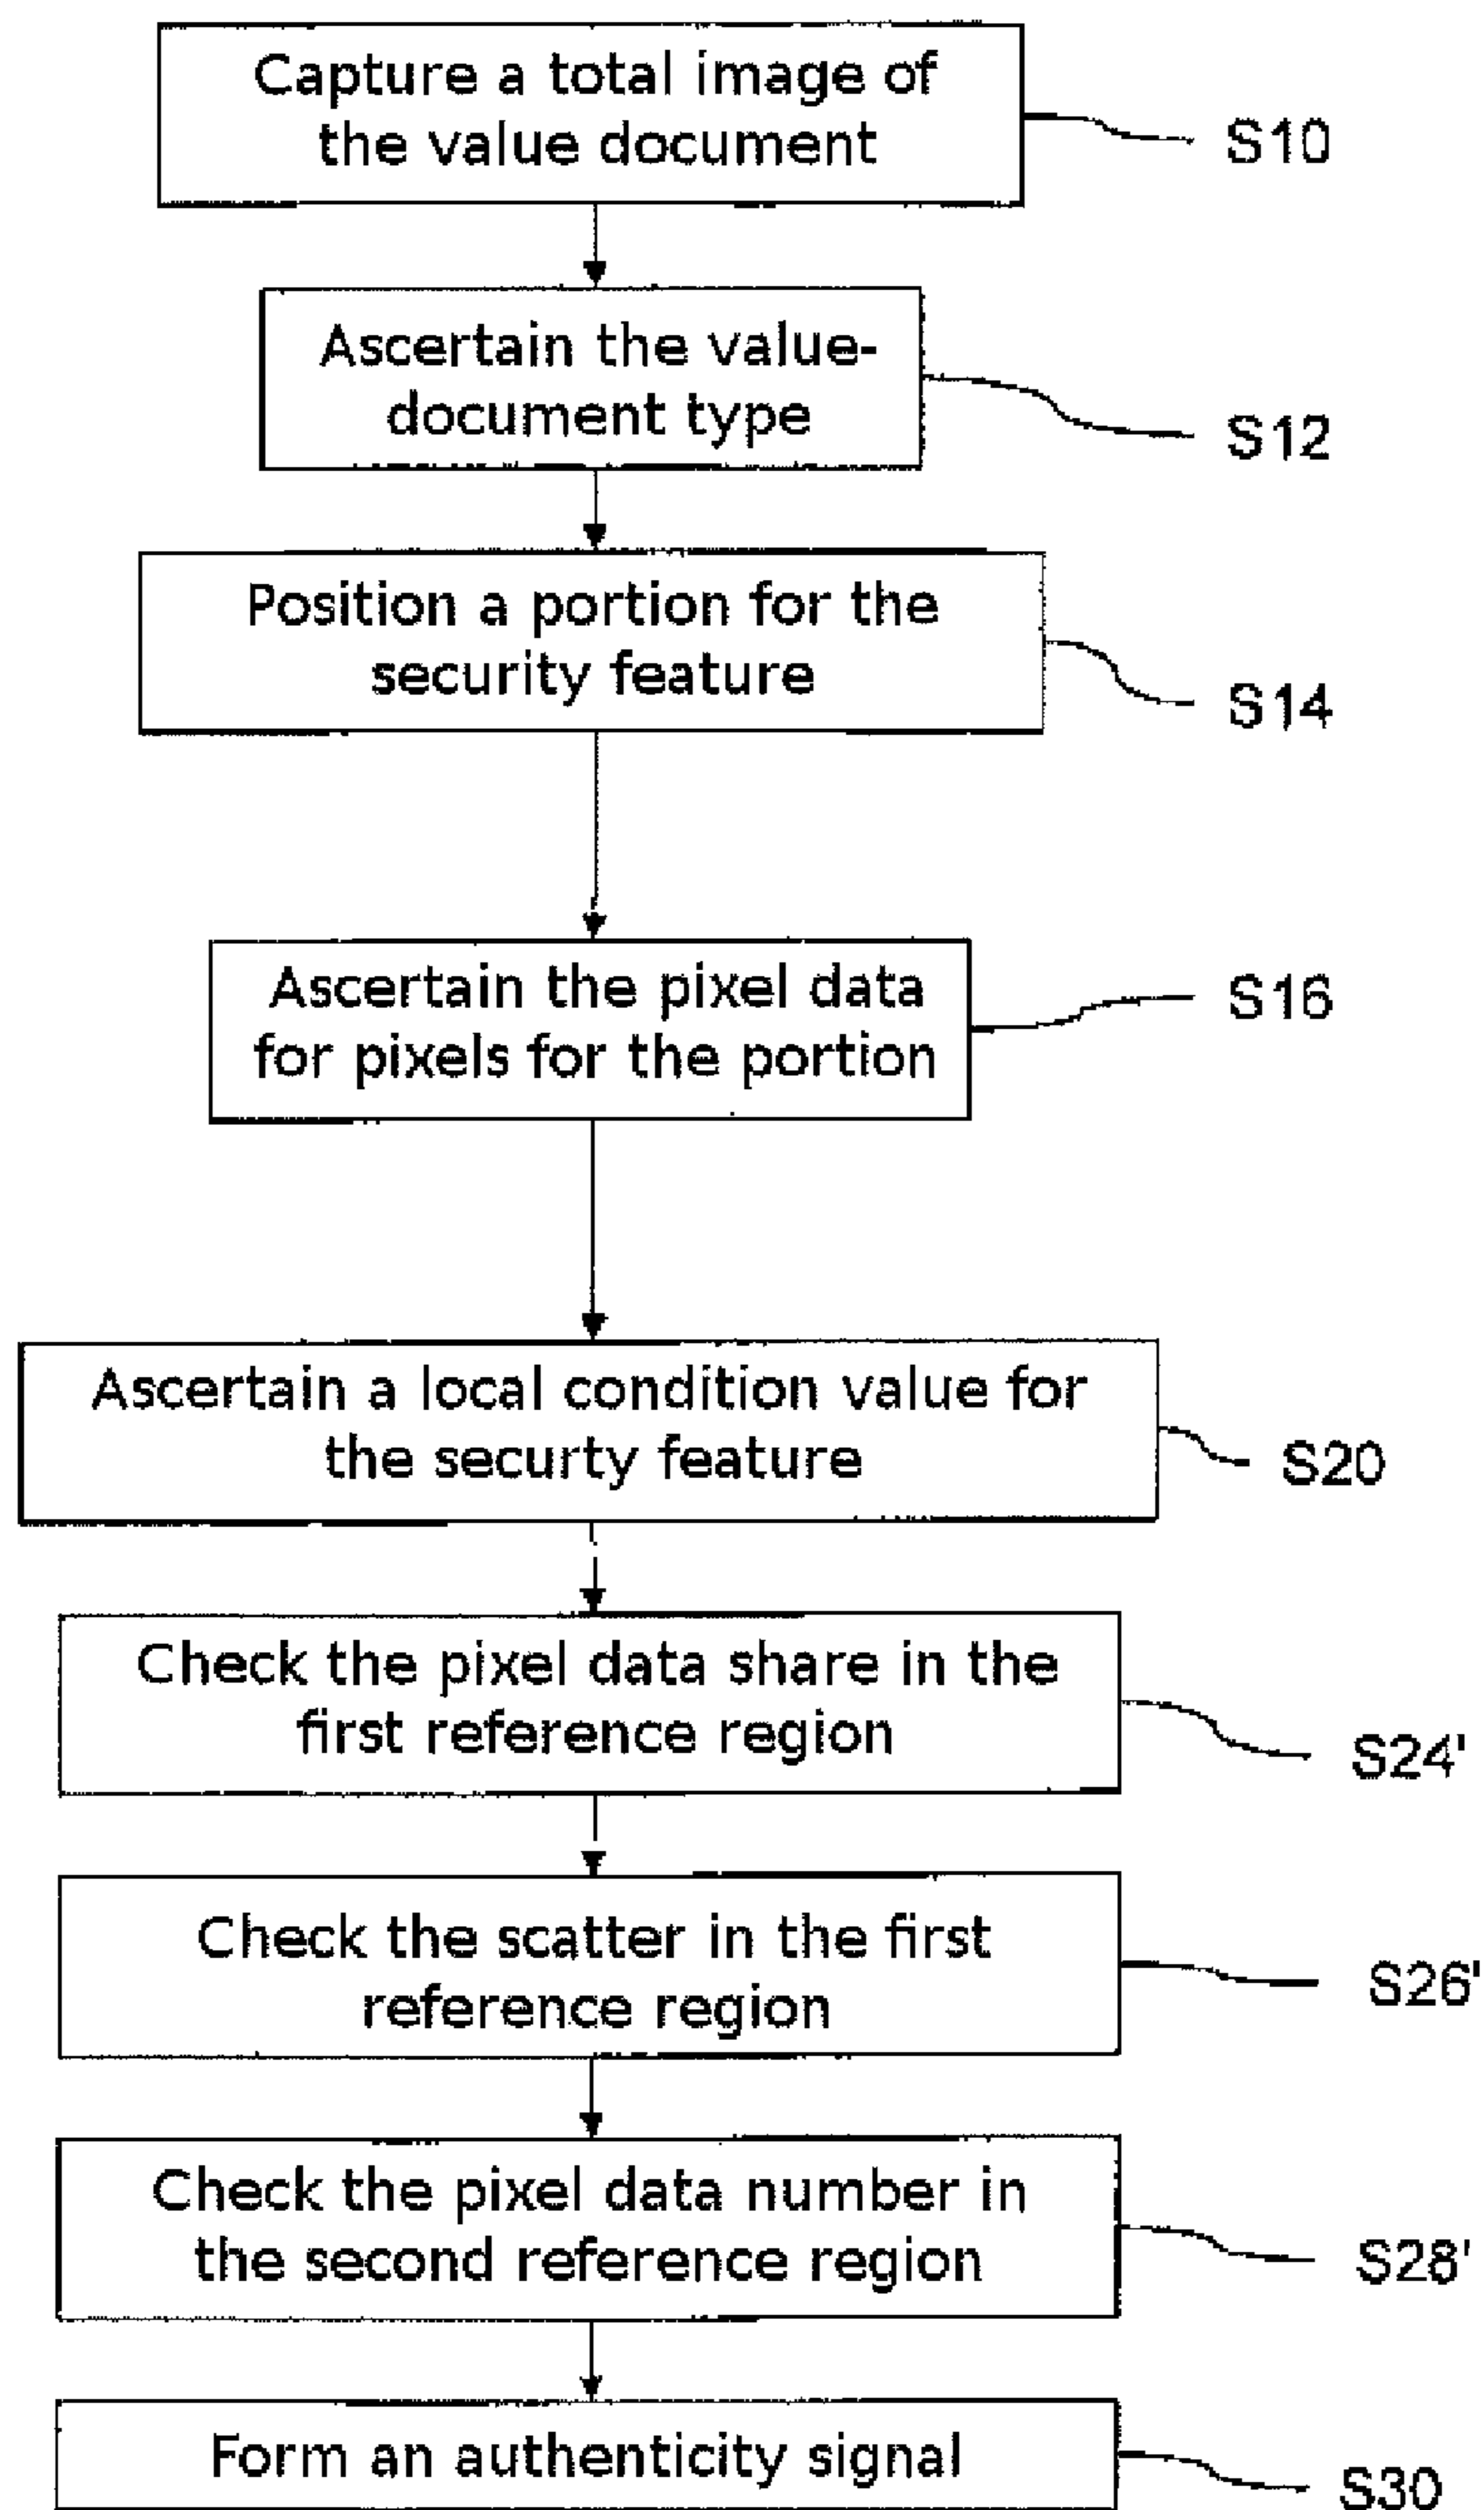 Capture a total image of
the value document
S10
Ascertain the value-
document type
S12
Position a portion for the
security feature
S14
Ascertain the pixel data
for pixels for the portion
S16
Ascertain a local condition value for
the securty feature
S20
Check the pixel data share in the
first reference region
S24'
Check the scatter in the first
reference region
S26'
Check the pixel data number in
the second reference region
S28'
Form an authenticity signal
S30